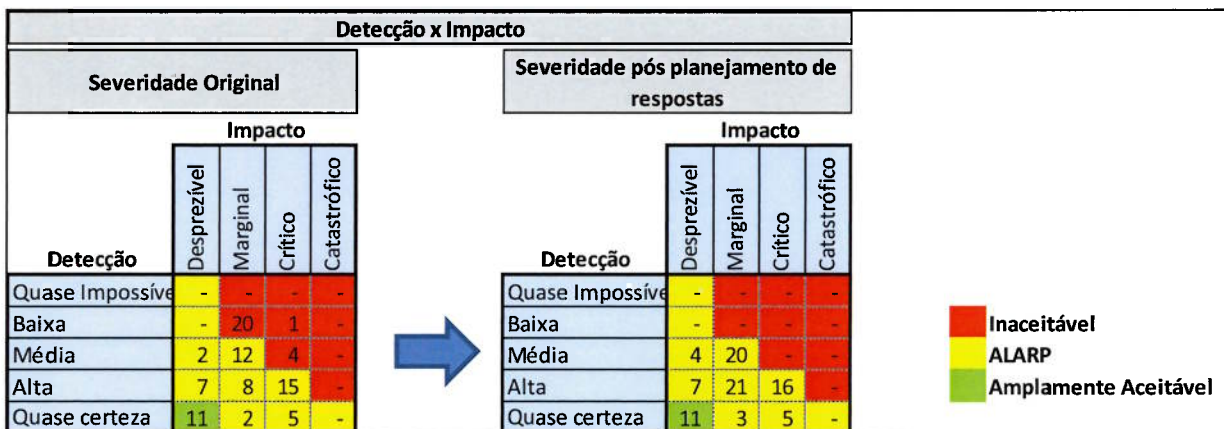 Detecção x Impacto
Severidade Original
Severidade pós planejamento de
respostas
Impacto
Detecção Desprezível Marginal Crítico Catastrófico
Quase Impossíve - - - -
Baixa - 20 1 -
Média 2 12 4 -
Alta 7 8 15 -
Quase certeza 11 2 5 -
Impacto
Detecção Desprezível Marginal Crítico Catastrófico
Quase Impossíve - - - -
Baixa - - - -
Média 4 20 - -
Alta 7 21 16 -
Quase certeza 11 3 5 -
Inaceitável
ALARP
Amplamente Aceitável